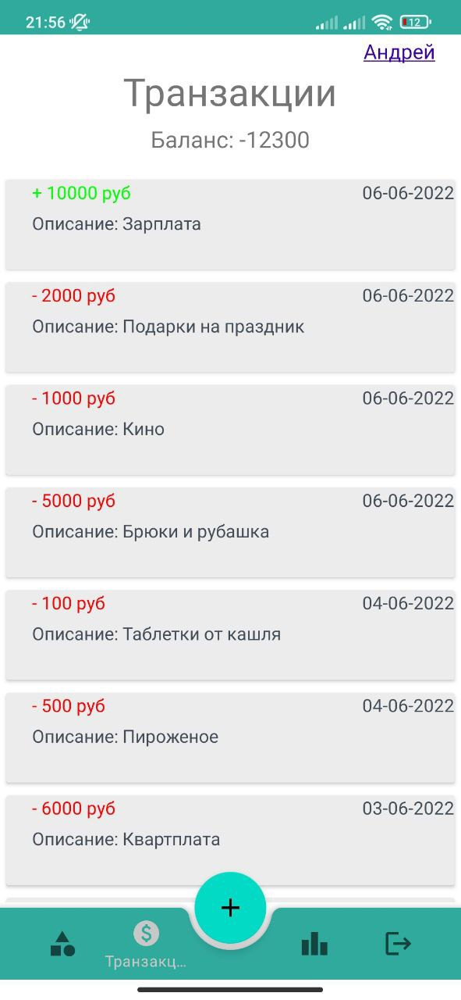 21:56
12
Андрей
Транзакции
Баланс: -12300
+ 10000 руб 06-06-2022
Описание: Зарплата
- 2000 руб 06-06-2022
Описание: Подарки на праздник
- 1000 руб 06-06-2022
Описание: Кино
- 5000 руб 06-06-2022
Описание: Брюки и рубашка
- 100 руб 04-06-2022
Описание: Таблетки от кашля
- 500 руб 04-06-2022
Описание: Пироженое
- 6000 руб 03-06-2022
Описание: Квартплата
+
$
Транзакц...